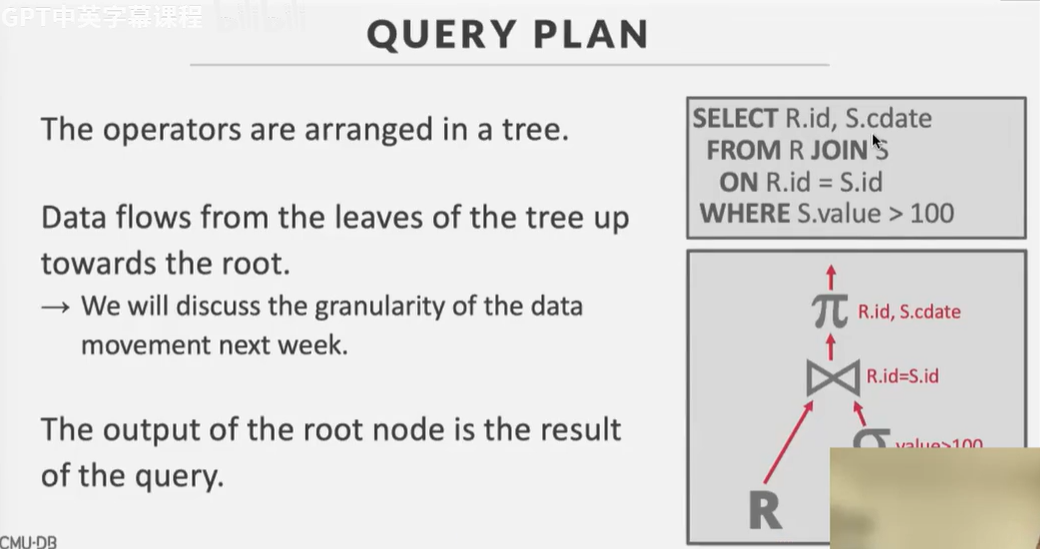 GPT中英字幕课程
QUERY PLAN
The operators are arranged in a tree.
Data flows from the leaves of the tree up
towards the root.
→ We will discuss the granularity of the data
movement next week.
The output of the root node is the result
of the query.
CMU·DB
SELECT R.id, S.cdate
FROM R JOIN S
ON R.id = S.id
WHERE S.value > 100
π R.id, S.cdate
⋈ R.id=S.id
σ value>100
R